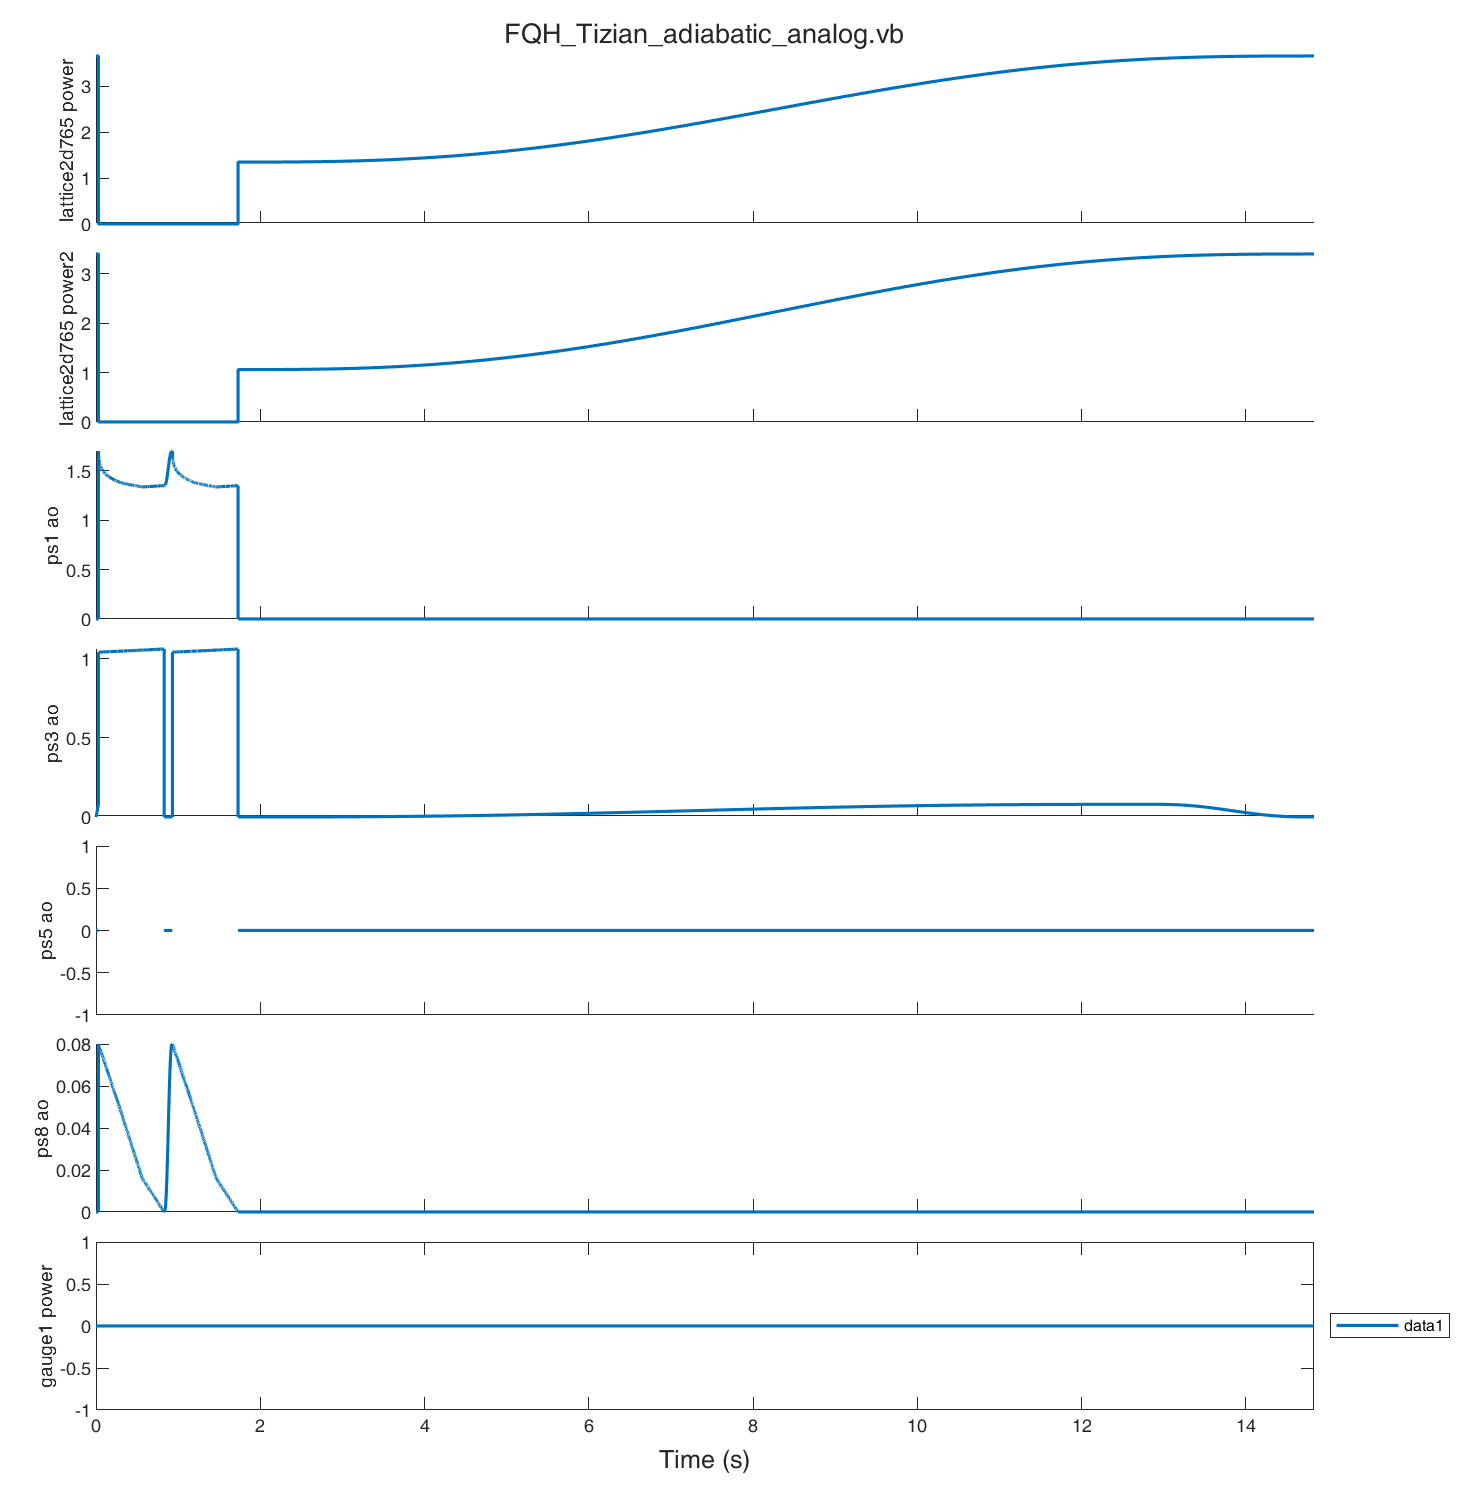 FQH_Tizian_adiabatic_analog.vb
lattice2d765 power
3
2
1
0
lattice2d765 power2
3
2
1
0
ps1 ao
1.5
1
0.5
0
ps3 ao
1
0.5
0
ps5 ao
1
0.5
0
-0.5
-1
ps8 ao
0.08
0.06
0.04
0.02
0
gauge1 power
1
0.5
0
-0.5
-1
data1
0 2 4 6 8 10 12 14
Time (s)